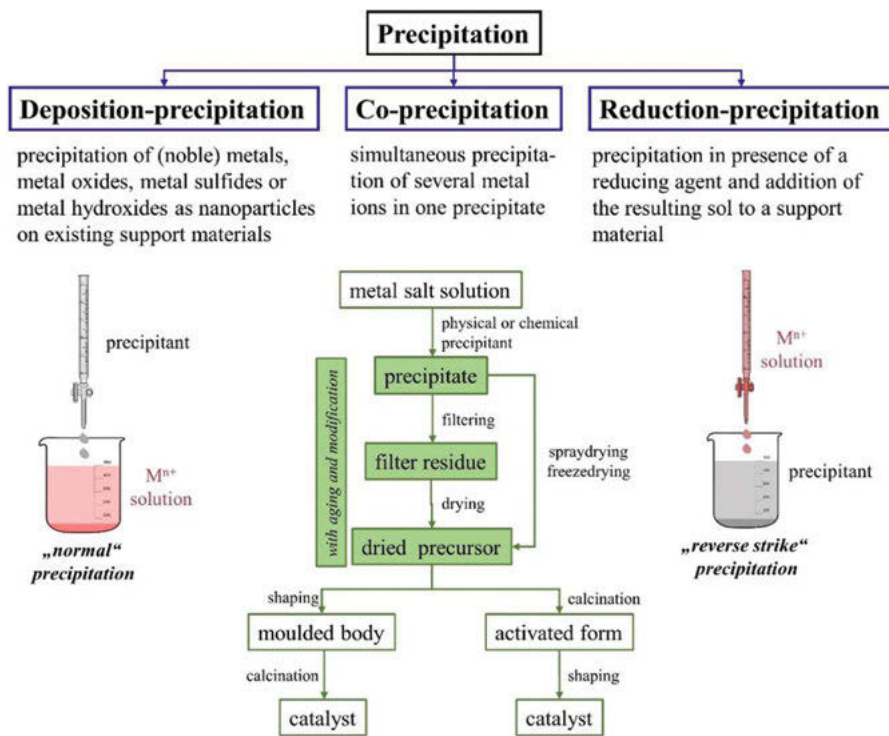 Precipitation
Deposition-precipitation
precipitation of (noble) metals,
metal oxides, metal sulfides or
metal hydroxides as nanoparticles
on existing support materials
Co-precipitation
simultaneous precipita-
tion of several metal
ions in one precipitate
Reduction-precipitation
precipitation in presence of a
reducing agent and addition of
the resulting sol to a support
material
precipitant
Mⁿ⁺
solution
„normal“
precipitation
metal salt solution
physical or chemical
precipitant
with aging and modification
precipitate
filtering
filter residue
spraydrying
freezedrying
drying
dried precursor
shaping
calcination
moulded body
activated form
calcination
shaping
catalyst
catalyst
Mⁿ⁺
solution
precipitant
„reverse strike“
precipitation